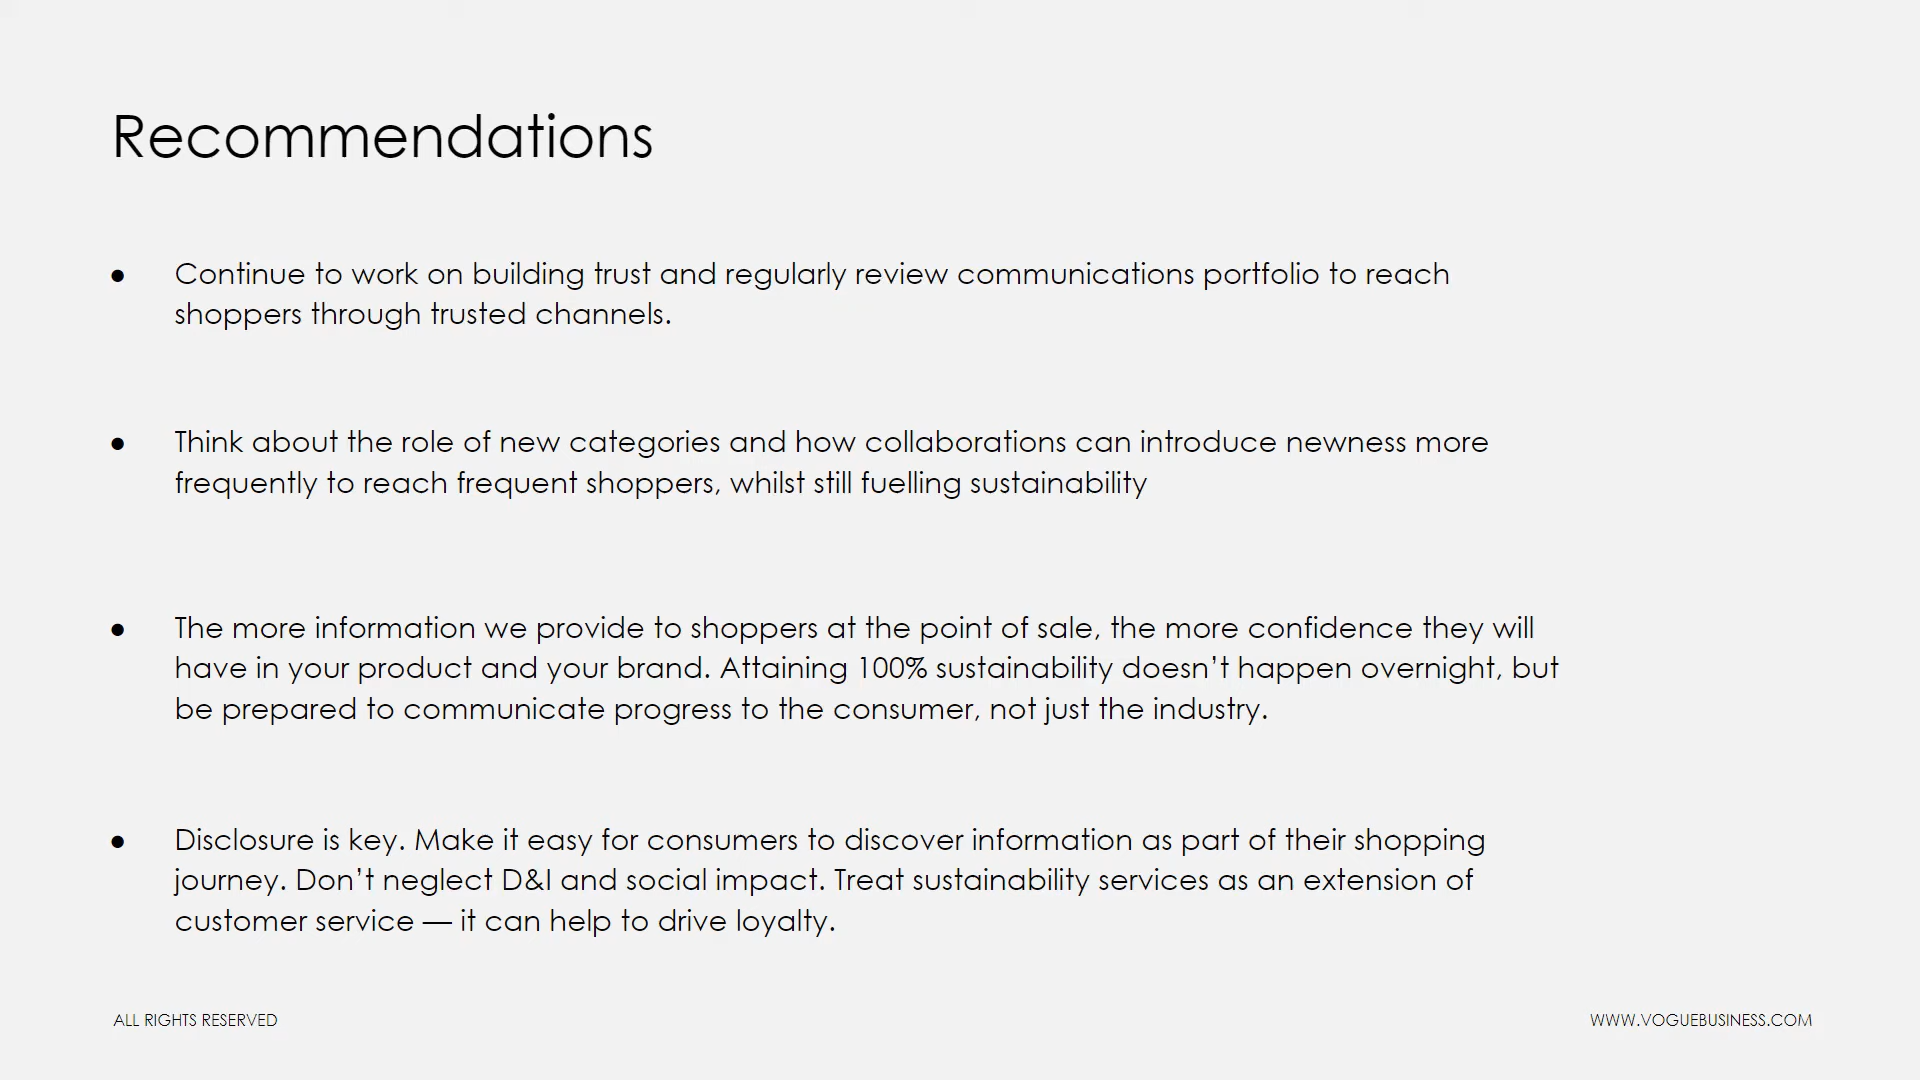 Recommendations
● Continue to work on building trust and regularly review communications portfolio to reach
shoppers through trusted channels.
● Think about the role of new categories and how collaborations can introduce newness more
frequently to reach frequent shoppers, whilst still fuelling sustainability
● The more information we provide to shoppers at the point of sale, the more confidence they will
have in your product and your brand. Attaining 100% sustainability doesn’t happen overnight, but
be prepared to communicate progress to the consumer, not just the industry.
● Disclosure is key. Make it easy for consumers to discover information as part of their shopping
journey. Don’t neglect D&I and social impact. Treat sustainability services as an extension of
customer service — it can help to drive loyalty.
ALL RIGHTS RESERVED
WWW.VOGUEBUSINESS.COM